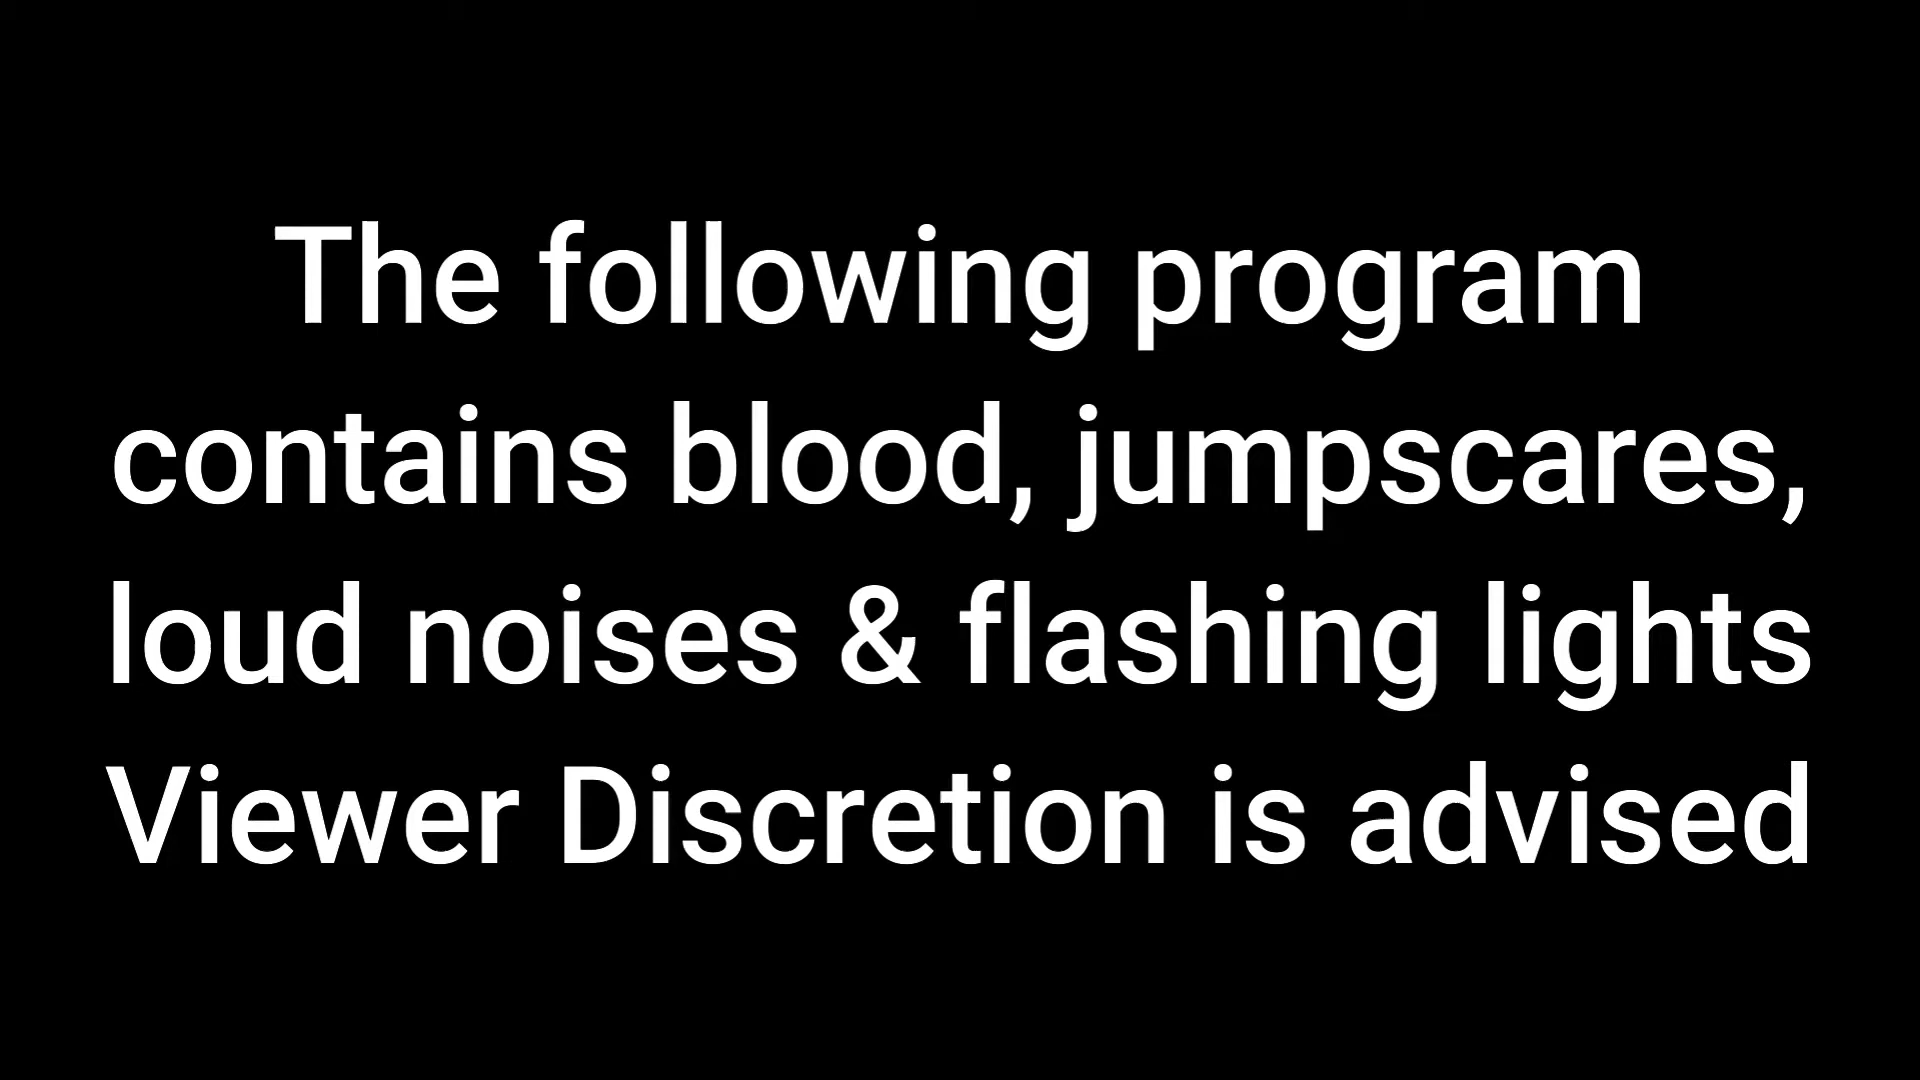 The following program
contains blood, jumpscares,
loud noises & flashing lights
Viewer Discretion is advised